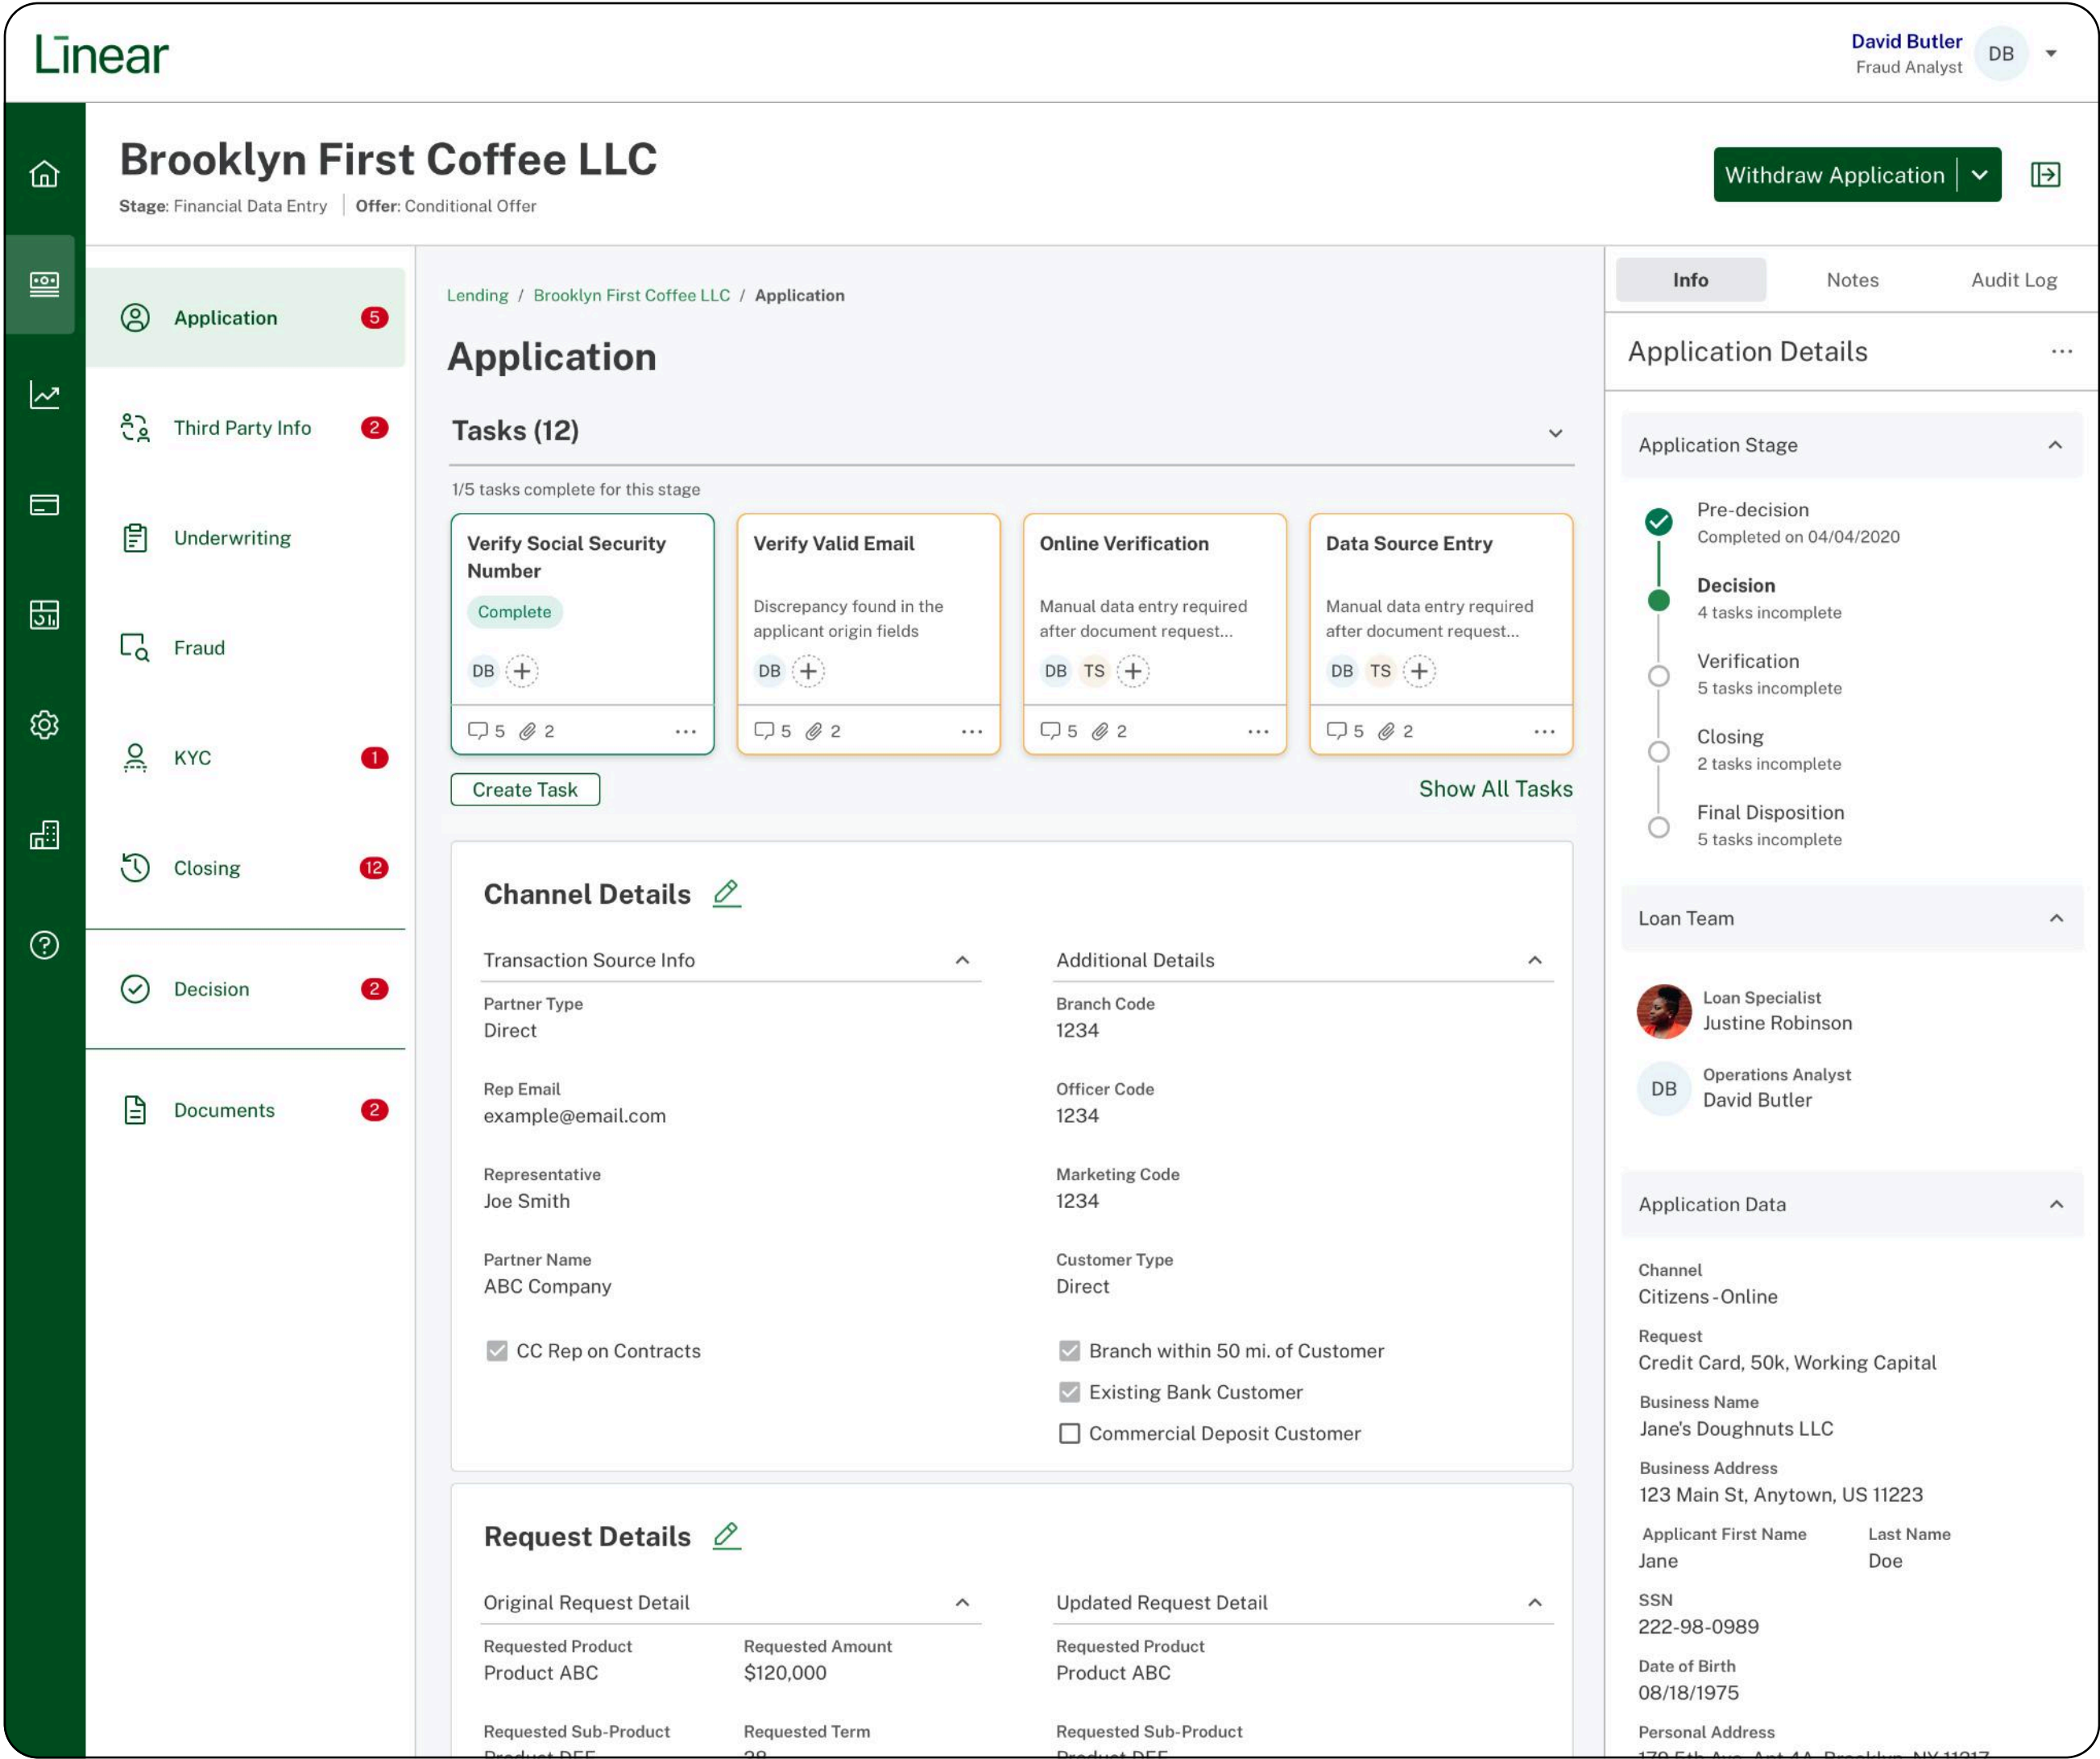 Linear
David Butler
Fraud Analyst
DB
Brooklyn First Coffee LLC
Stage: Financial Data Entry
Offer: Conditional Offer
Withdraw Application
Application
5
Third Party Info
2
Underwriting
Fraud
KYC
1
Closing
12
Decision
2
Documents
2
Lending / Brooklyn First Coffee LLC / Application
Application
Tasks (12)
1/5 tasks complete for this stage
Verify Social Security
Number
Complete
DB
5 2
Verify Valid Email
Discrepancy found in the
applicant origin fields
DB
5 2
Online Verification
Manual data entry required
after document request...
DB TS
5 2
Data Source Entry
Manual data entry required
after document request...
DB TS
5 2
Create Task
Show All Tasks
Channel Details
Transaction Source Info
Partner Type
Direct
Rep Email
example@email.com
Representative
Joe Smith
Partner Name
ABC Company
CC Rep on Contracts
Additional Details
Branch Code
1234
Officer Code
1234
Marketing Code
1234
Customer Type
Direct
Branch within 50 mi. of Customer
Existing Bank Customer
Commercial Deposit Customer
Request Details
Original Request Detail
Requested Product
Product ABC
Requested Amount
$120,000
Requested Sub-Product
Requested Term
Updated Request Detail
Requested Product
Product ABC
Requested Sub-Product
Info
Notes
Audit Log
Application Details
Application Stage
Pre-decision
Completed on 04/04/2020
Decision
4 tasks incomplete
Verification
5 tasks incomplete
Closing
2 tasks incomplete
Final Disposition
5 tasks incomplete
Loan Team
Loan Specialist
Justine Robinson
DB
Operations Analyst
David Butler
Application Data
Channel
Citizens - Online
Request
Credit Card, 50k, Working Capital
Business Name
Jane's Doughnuts LLC
Business Address
123 Main St, Anytown, US 11223
Applicant First Name
Jane
Last Name
Doe
SSN
222-98-0989
Date of Birth
08/18/1975
Personal Address